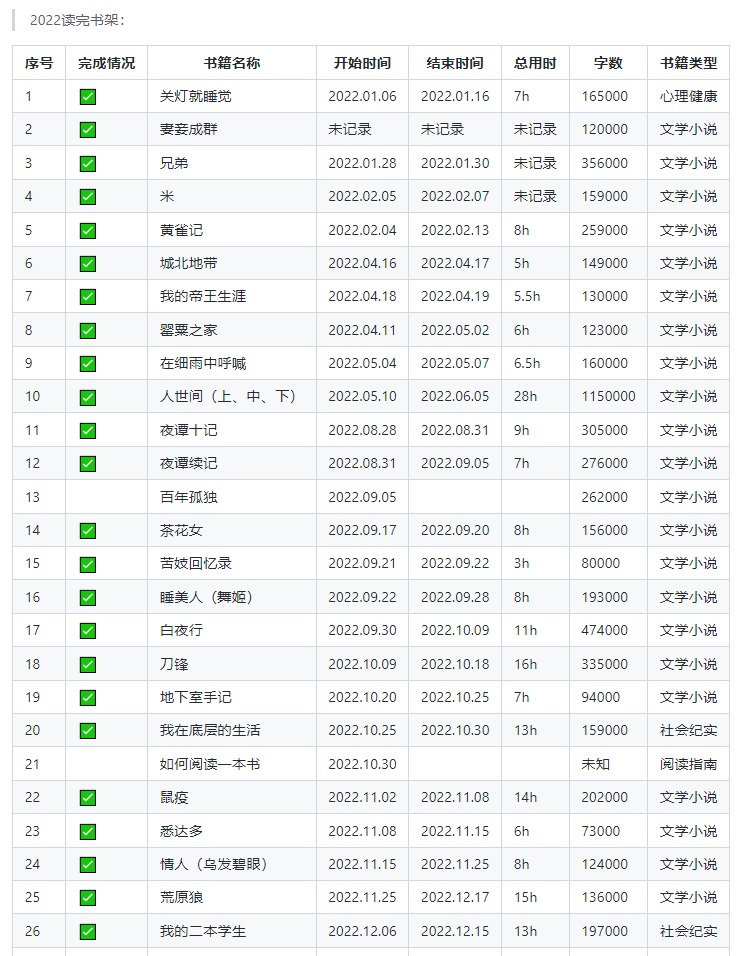 2022读完书架：
序号 完成情况 书籍名称 开始时间 结束时间 总用时 字数 书籍类型
1 ✅ 关灯就睡觉 2022.01.06 2022.01.16 7h 165000 心理健康
2 ✅ 妻妾成群 未记录 未记录 未记录 120000 文学小说
3 ✅ 兄弟 2022.01.28 2022.01.30 未记录 356000 文学小说
4 ✅ 米 2022.02.05 2022.02.07 未记录 159000 文学小说
5 ✅ 黄雀记 2022.02.04 2022.02.13 8h 259000 文学小说
6 ✅ 城北地带 2022.04.16 2022.04.17 5h 149000 文学小说
7 ✅ 我的帝王生涯 2022.04.18 2022.04.19 5.5h 130000 文学小说
8 ✅ 罂粟之家 2022.04.11 2022.05.02 6h 123000 文学小说
9 ✅ 在细雨中呼喊 2022.05.04 2022.05.07 6.5h 160000 文学小说
10 ✅ 人世间（上、中、下） 2022.05.10 2022.06.05 28h 1150000 文学小说
11 ✅ 夜谭十记 2022.08.28 2022.08.31 9h 305000 文学小说
12 ✅ 夜谭续记 2022.08.31 2022.09.05 7h 276000 文学小说
13 百年孤独 2022.09.05 262000 文学小说
14 ✅ 茶花女 2022.09.17 2022.09.20 8h 156000 文学小说
15 ✅ 苦妓回忆录 2022.09.21 2022.09.22 3h 80000 文学小说
16 ✅ 睡美人（舞姬） 2022.09.22 2022.09.28 8h 193000 文学小说
17 ✅ 白夜行 2022.09.30 2022.10.09 11h 474000 文学小说
18 ✅ 刀锋 2022.10.09 2022.10.18 16h 335000 文学小说
19 ✅ 地下室手记 2022.10.20 2022.10.25 7h 94000 文学小说
20 ✅ 我在底层的生活 2022.10.25 2022.10.30 13h 159000 社会纪实
21 如何阅读一本书 2022.10.30 未知 阅读指南
22 ✅ 鼠疫 2022.11.02 2022.11.08 14h 202000 文学小说
23 ✅ 悉达多 2022.11.08 2022.11.15 6h 73000 文学小说
24 ✅ 情人（乌发碧眼） 2022.11.15 2022.11.25 8h 124000 文学小说
25 ✅ 荒原狼 2022.11.25 2022.12.17 15h 136000 文学小说
26 ✅ 我的二本学生 2022.12.06 2022.12.15 13h 197000 社会纪实